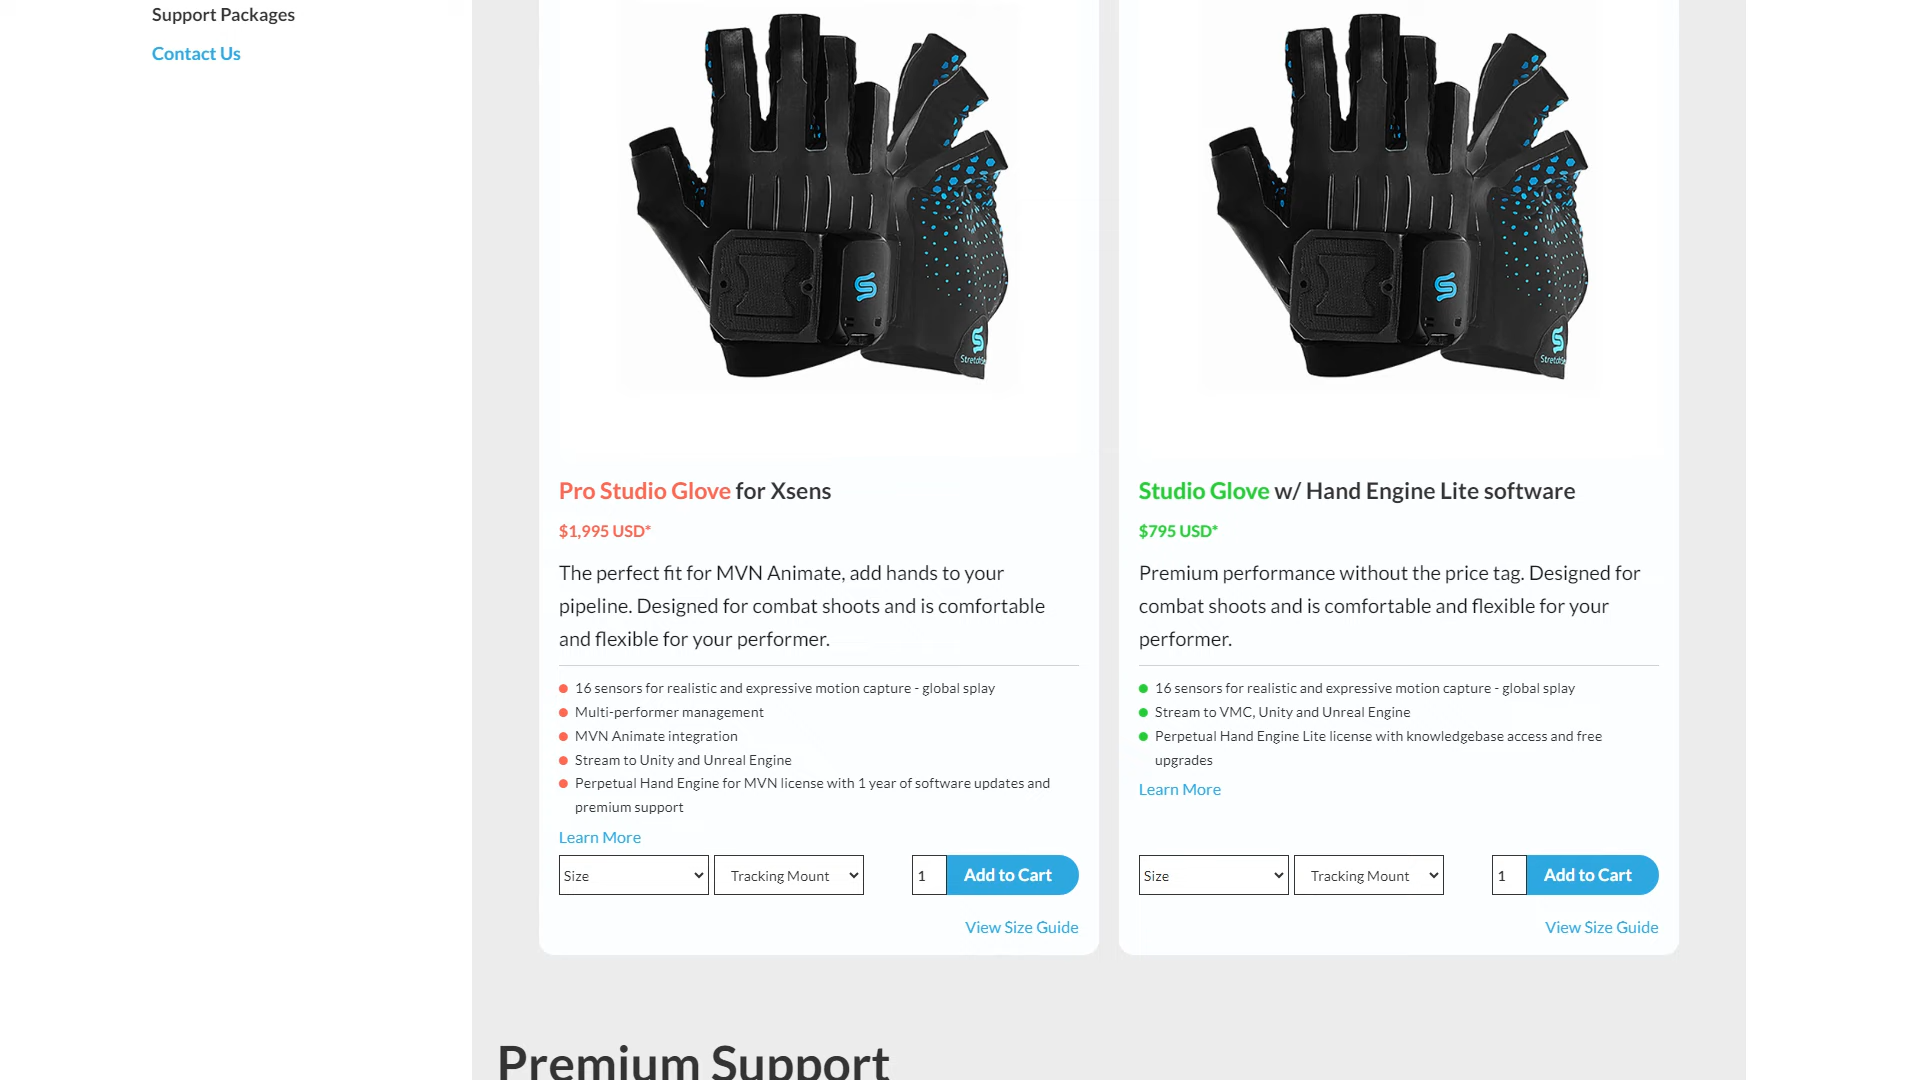 Support Packages
Contact Us
Pro Studio Glove for Xsens
$1,995 USD*
The perfect fit for MVN Animate, add hands to your
pipeline. Designed for combat shoots and is comfortable
and flexible for your performer.
16 sensors for realistic and expressive motion capture - global splay
Multi-performer management
MVN Animate integration
Stream to Unity and Unreal Engine
Perpetual Hand Engine for MVN license with 1 year of software updates and
premium support
Learn More
Size
Tracking Mount
1
Add to Cart
View Size Guide
Studio Glove w/ Hand Engine Lite software
$795 USD*
Premium performance without the price tag. Designed for
combat shoots and is comfortable and flexible for your
performer.
16 sensors for realistic and expressive motion capture - global splay
Stream to VMC, Unity and Unreal Engine
Perpetual Hand Engine Lite license with knowledgebase access and free
upgrades
Learn More
Size
Tracking Mount
1
Add to Cart
View Size Guide
Premium Support